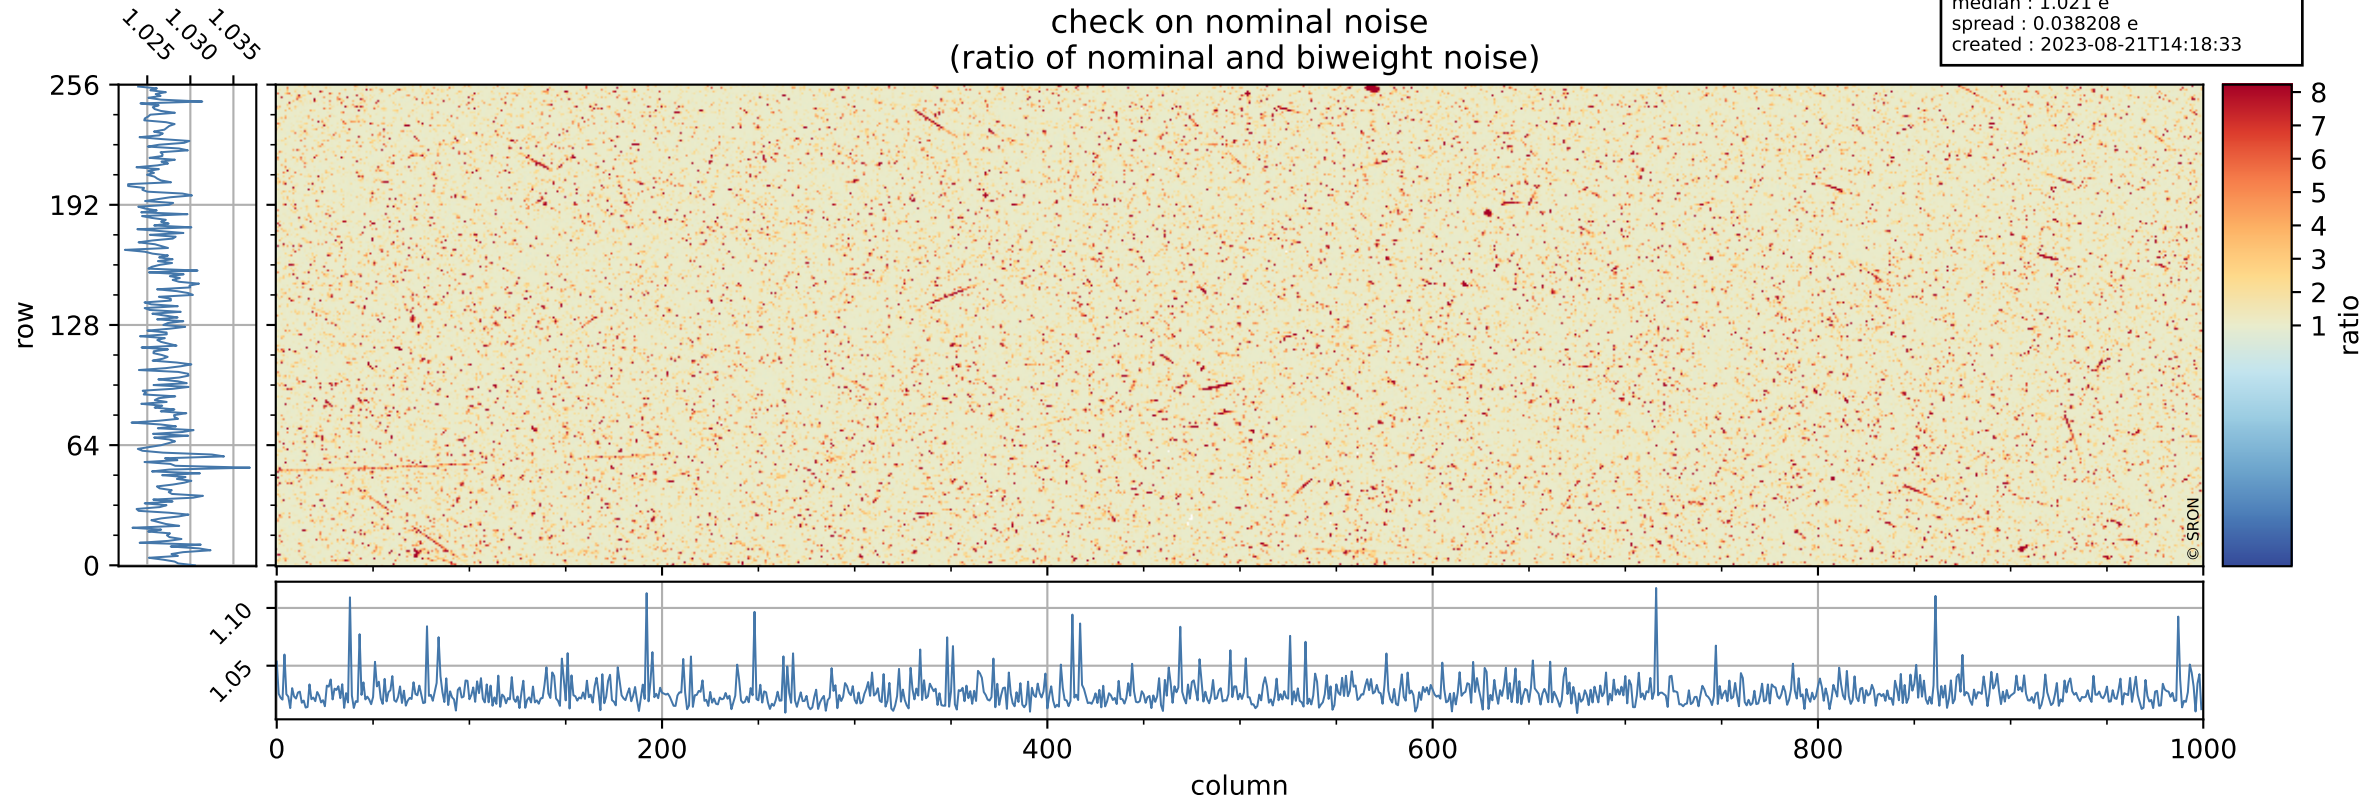 median : 1.021 e
spread : 0.038208 e
created : 2023-08-21T14:18:33
check on nominal noise
(ratio of nominal and biweight noise)
1.025
1.030
1.035
256
192
128
64
0
row
8
7
6
5
4
3
2
1
ratio
© SRON
1.10
1.05
0
200
400
600
800
1000
column